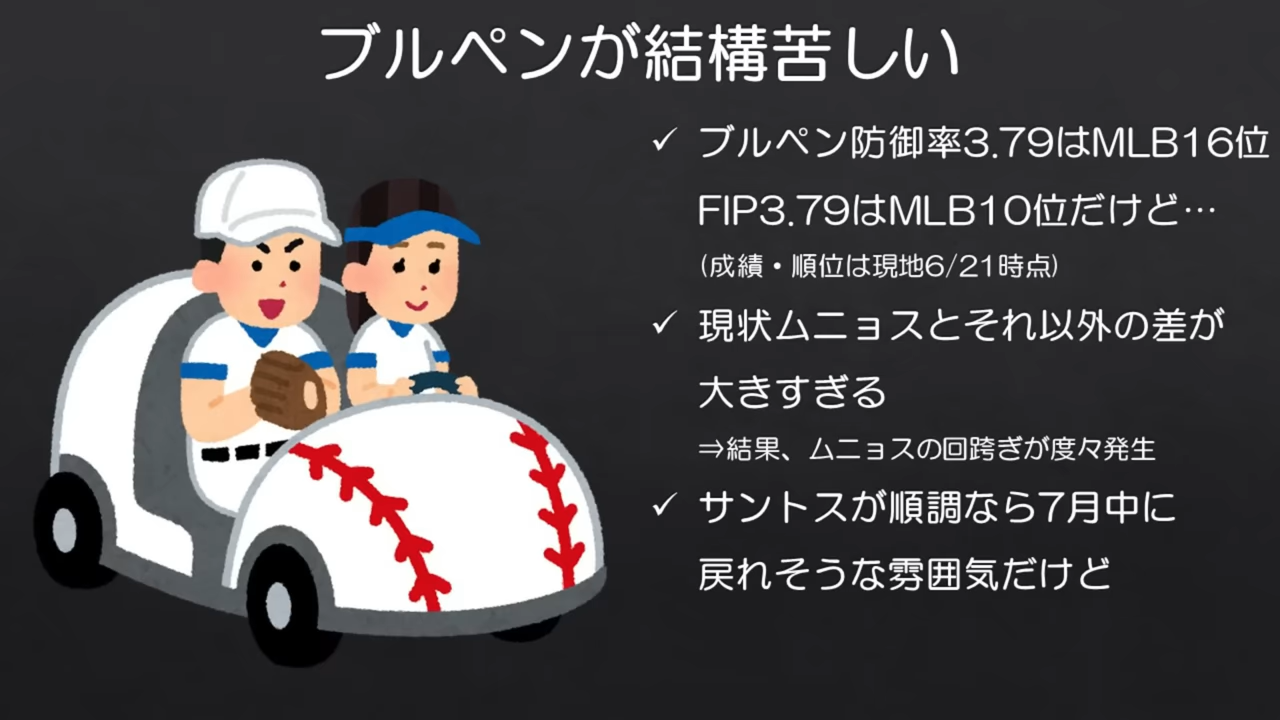 ブルペンが結構苦しい
✓ ブルペン防御率3.79はMLB16位
FIP3.79はMLB10位だけど…
(成績・順位は現地6/21時点)
✓ 現状ムニョスとそれ以外の差が
大きすぎる
⇒結果、ムニョスの回跨ぎが度々発生
✓ サントスが順調なら7月中に
戻れそうな雰囲気だけど